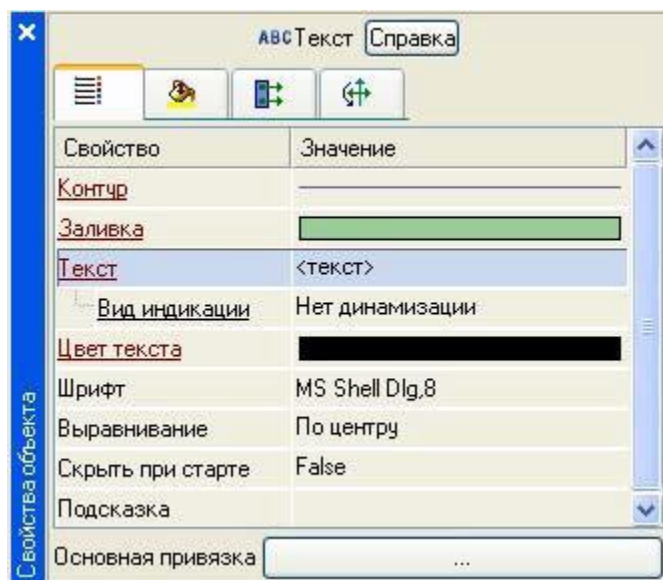 ABC Текст Справка
Свойство Значение
Контур
Заливка
Текст <текст>
Вид индикации Нет динамизации
Цвет текста
Шрифт MS Shell Dlg,8
Выравнивание По центру
Скрыть при старте False
Подсказка
Основная привязка ...
Свойства объекта